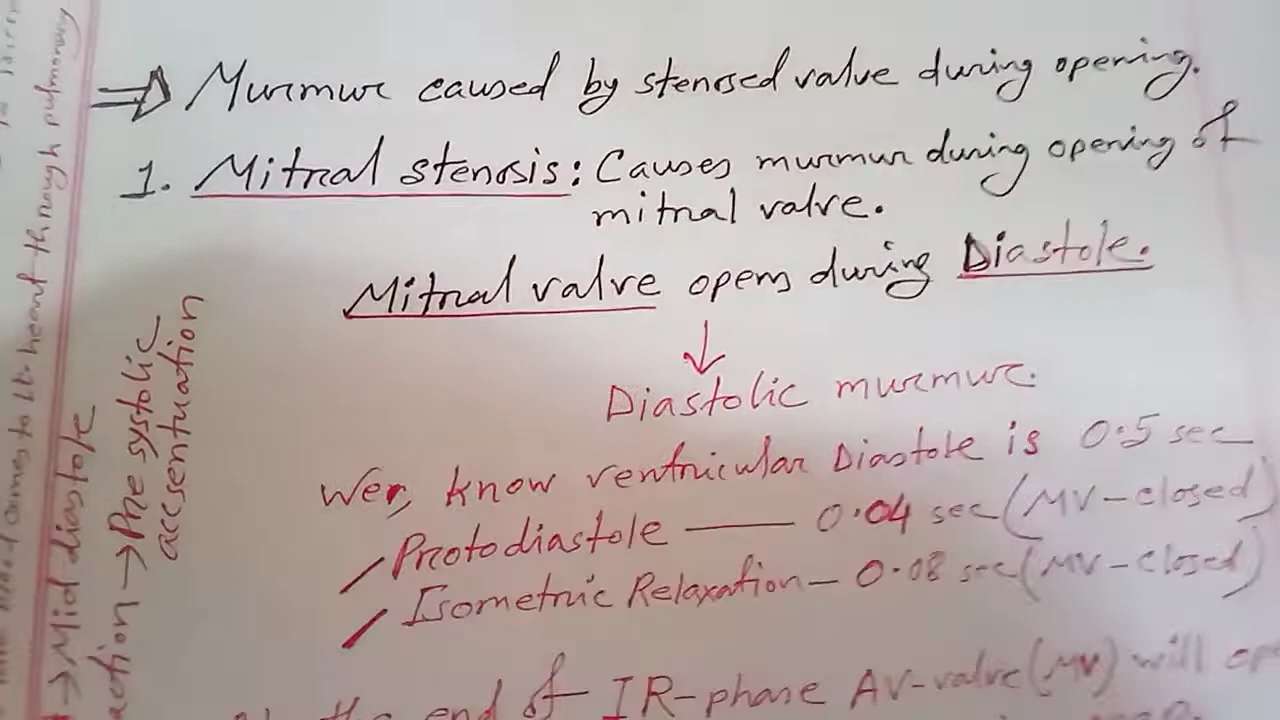 ⇒ Murmur caused by stenosed valve during opening.
1. Mitral stenosis: Causes murmur during opening of
mitral valve.
Mitral valve opens during Diastole.
↓
Diastolic murmur.
know ventricular Diastole is 0.5 sec
Protodiastole — 0.04 sec (MV-closed)
Isometric Relaxation — 0.08 sec (MV-closed)
the end of IR-phase AV-valve (MV) will
→ Mid diastole
→ Pre systolic
accsentuation
to Lt. heart through pulmonary